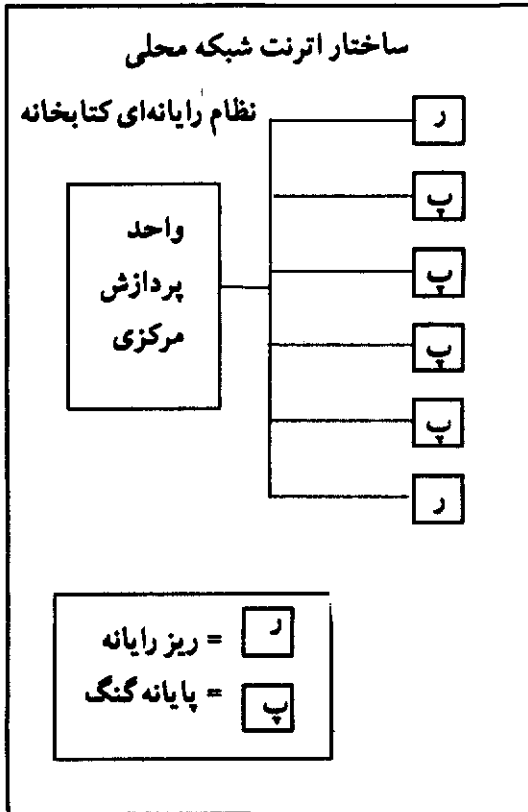 ساختار اترنت شبکه محلی
نظام رایانه‌ای کتابخانه
ر
پ
واحد
پردازش
مرکزی
پ
پ
پ
ر
ر = ریز رایانه
پ = پایانه گنگ